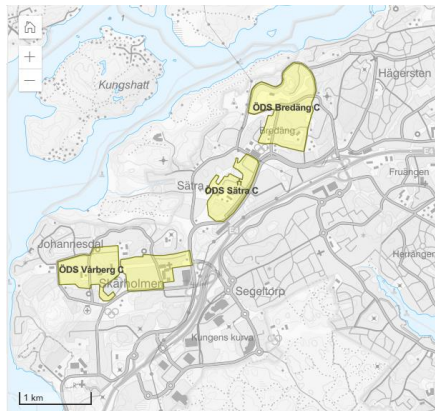 Kungshatt
Hägersten
ÖDS Bredäng C
Bredäng
Fruängen
Sätra
ÖDS Sätra C
Johannesdal
Herrängen
ÖDS Vårberg C
Skärholmen
Segeltorp
Kungens kurva
1 km